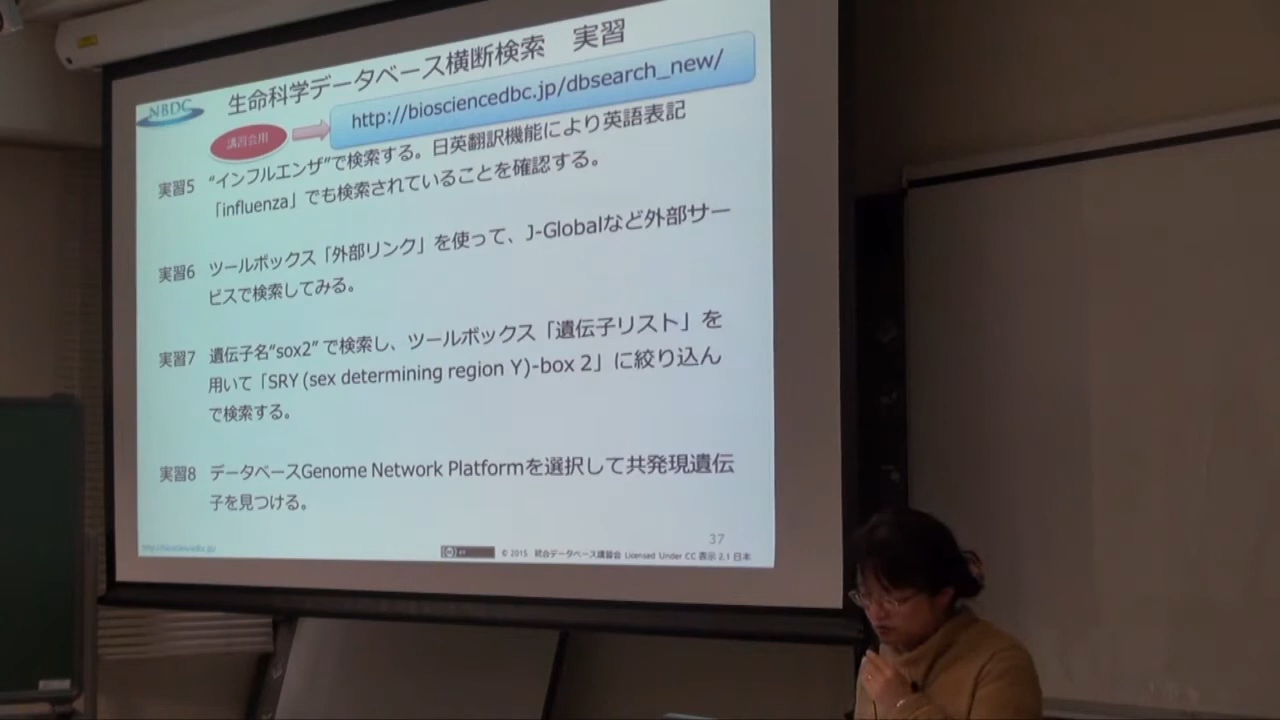 生命科学データベース横断検索　実習
NBDC
講習会用
http://biosciencedbc.jp/dbsearch_new/
実習5 “インフルエンザ”で検索する。日英翻訳機能により英語表記
「influenza」でも検索されていることを確認する。
実習6 ツールボックス「外部リンク」を使って、J-Globalなど外部サー
ビスで検索してみる。
実習7 遺伝子名“sox2” で検索し、ツールボックス「遺伝子リスト」を
用いて「SRY (sex determining region Y)-box 2」に絞り込ん
で検索する。
実習8 データベースGenome Network Platformを選択して共発現遺伝
子を見つける。
37
© 2015 統合データベース講習会 Licensed Under CC 表示 2.1 日本